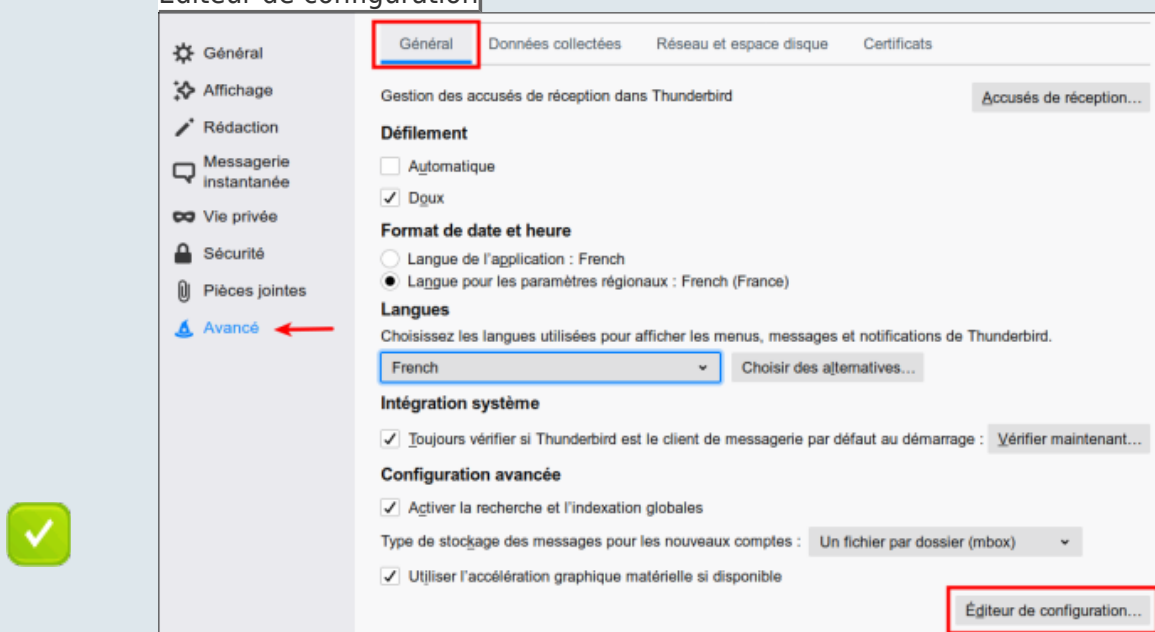 Éditeur de configuration
Général
Affichage
Rédaction
Messagerie
instantanée
Vie privée
Sécurité
Pièces jointes
Avancé
Général Données collectées Réseau et espace disque Certificats
Gestion des accusés de réception dans Thunderbird Accusés de réception...
Défilement
Automatique
Doux
Format de date et heure
Langue de l'application : French
Langue pour les paramètres régionaux : French (France)
Langues
Choisissez les langues utilisées pour afficher les menus, messages et notifications de Thunderbird.
French Choisir des alternatives...
Intégration système
Toujours vérifier si Thunderbird est le client de messagerie par défaut au démarrage : Vérifier maintenant...
Configuration avancée
Activer la recherche et l'indexation globales
Type de stockage des messages pour les nouveaux comptes : Un fichier par dossier (mbox)
Utiliser l'accélération graphique matérielle si disponible
Éditeur de configuration...